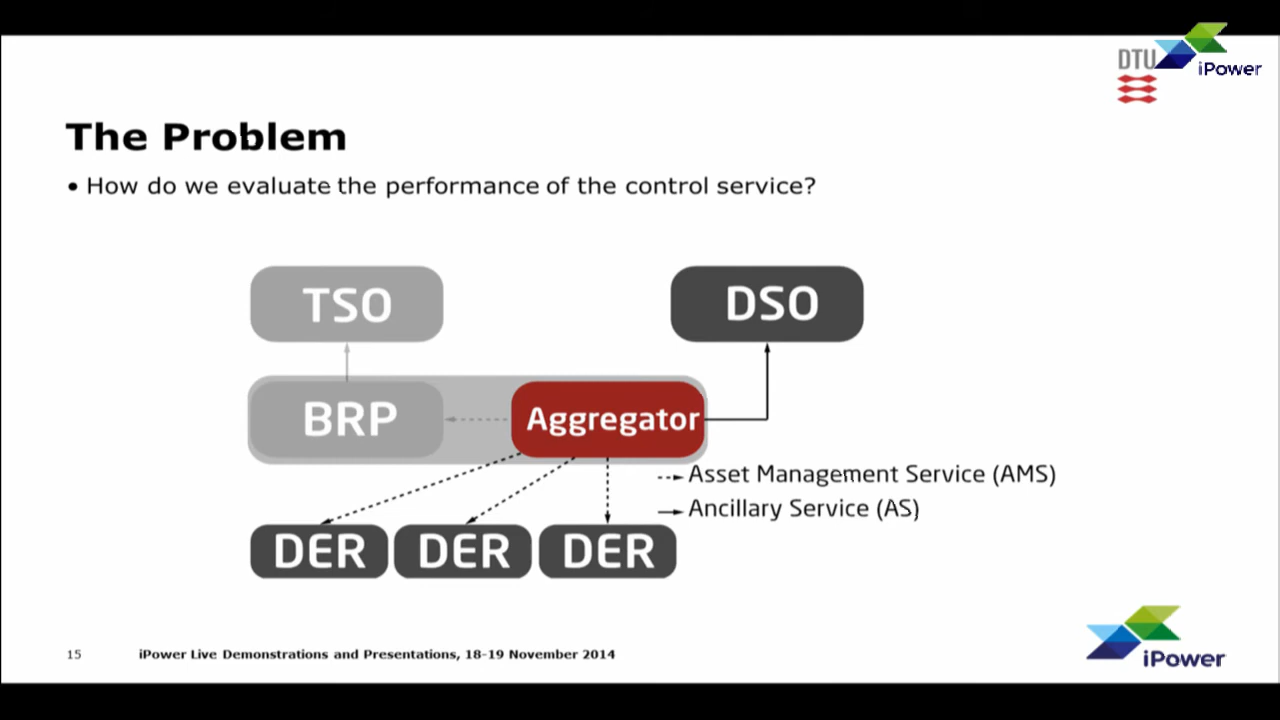 DTU
iPower
The Problem
• How do we evaluate the performance of the control service?
TSO
DSO
BRP
Aggregator
Asset Management Service (AMS)
Ancillary Service (AS)
DER DER DER
15 iPower Live Demonstrations and Presentations, 18-19 November 2014
iPower